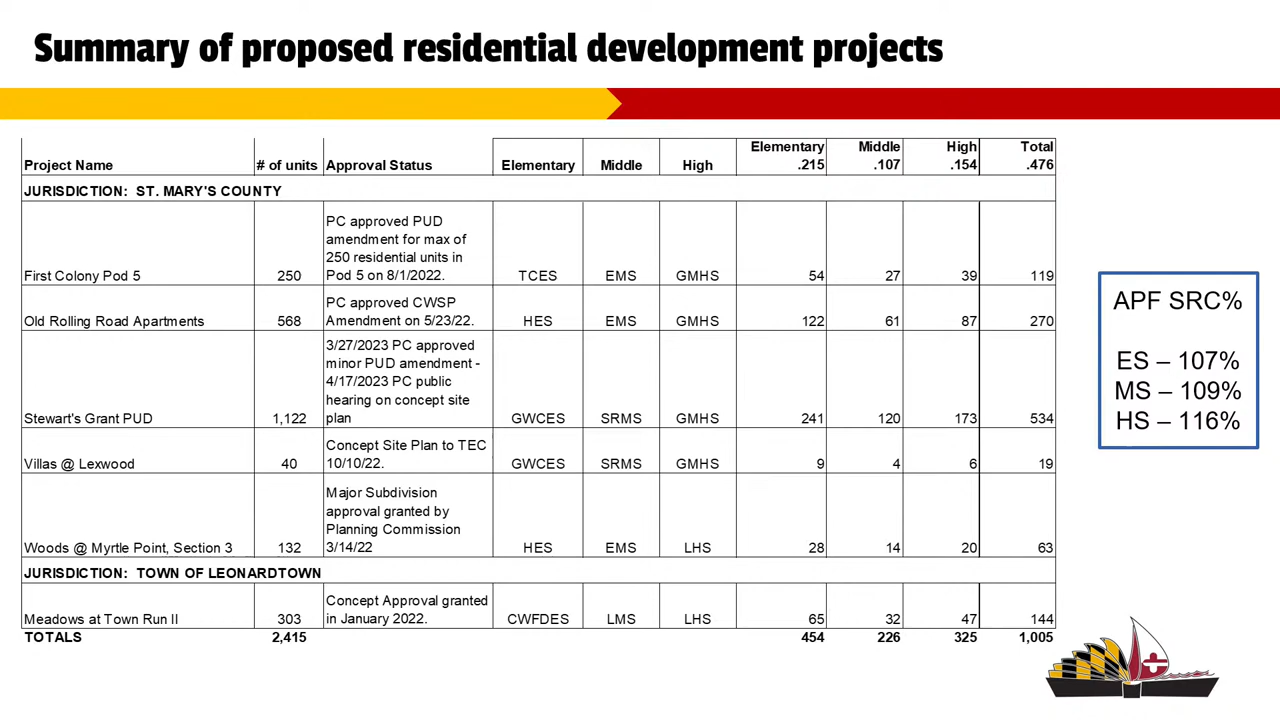 Summary of proposed residential development projects
Elementary Middle High Total
Project Name # of units Approval Status Elementary Middle High .215 .107 .154 .476
JURISDICTION: ST. MARY'S COUNTY
PC approved PUD
amendment for max of
250 residential units in
First Colony Pod 5 250 Pod 5 on 8/1/2022. TCES EMS GMHS 54 27 39 119
PC approved CWSP
Old Rolling Road Apartments 568 Amendment on 5/23/22. HES EMS GMHS 122 61 87 270
3/27/2023 PC approved
minor PUD amendment -
4/17/2023 PC public
hearing on concept site
Stewart's Grant PUD 1,122 plan GWCES SRMS GMHS 241 120 173 534
Concept Site Plan to TEC
Villas @ Lexwood 40 10/10/22. GWCES SRMS GMHS 9 4 6 19
Major Subdivision
approval granted by
Planning Commission
Woods @ Myrtle Point, Section 3 132 3/14/22 HES EMS LHS 28 14 20 63
JURISDICTION: TOWN OF LEONARDTOWN
Concept Approval granted
Meadows at Town Run II 303 in January 2022. CWFDES LMS LHS 65 32 47 144
TOTALS 2,415 454 226 325 1,005
APF SRC%
ES – 107%
MS – 109%
HS – 116%